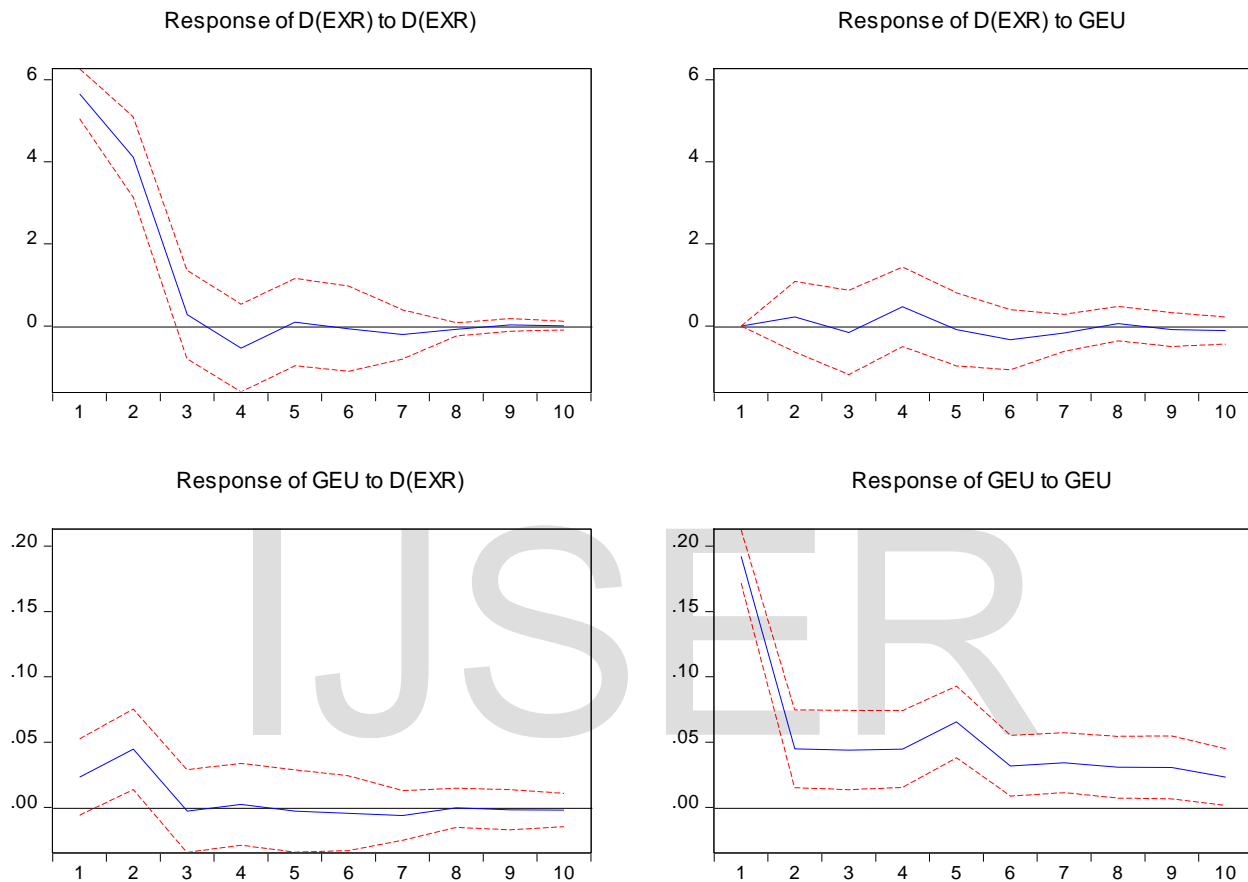 Response of D(EXR) to D(EXR)
6
4
2
0
1 2 3 4 5 6 7 8 9 10
Response of D(EXR) to GEU
6
4
2
0
1 2 3 4 5 6 7 8 9 10
Response of GEU to D(EXR)
.20
.15
.10
.05
.00
1 2 3 4 5 6 7 8 9 10
Response of GEU to GEU
.20
.15
.10
.05
.00
1 2 3 4 5 6 7 8 9 10
IJSER